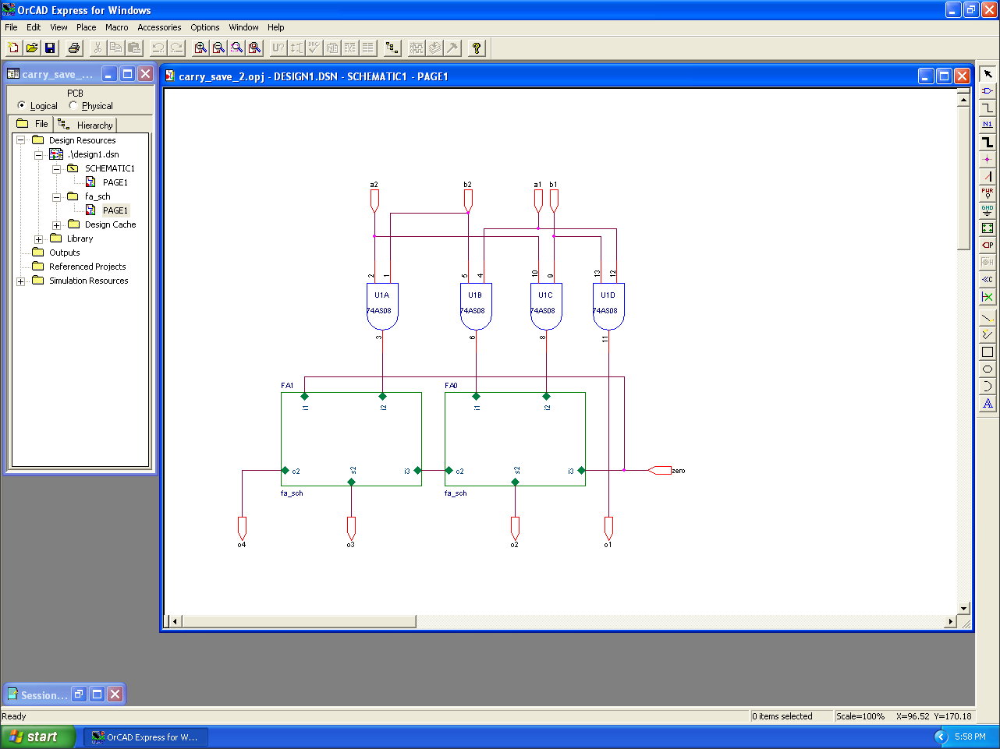 OrCAD Express for Windows
File Edit View Place Macro Accessories Options Window Help
U? DRC
carry_save_...
PCB
Logical Physical
File Hierarchy
Design Resources
.\design1.dsn
SCHEMATIC1
PAGE1
fa_sch
PAGE1
Design Cache
Library
Outputs
Referenced Projects
Simulation Resources
carry_save_2.opj - DESIGN1.DSN - SCHEMATIC1 - PAGE1
a2 b2 a1 b1
2 1 5 4 10 9 13 12
U1A U1B U1C U1D
74AS08 74AS08 74AS08 74AS08
3 6 8 11
FA1 FA0
i1 i2 i1 i2
c2 s2 i3 c2 s2 i3 zero
fa_sch fa_sch
o4 o3 o2 o1
N1
PWR
GND
Session...
Ready 0 items selected Scale=100% X=96.52 Y=170.18
start OrCAD Express for W... 5:58 PM